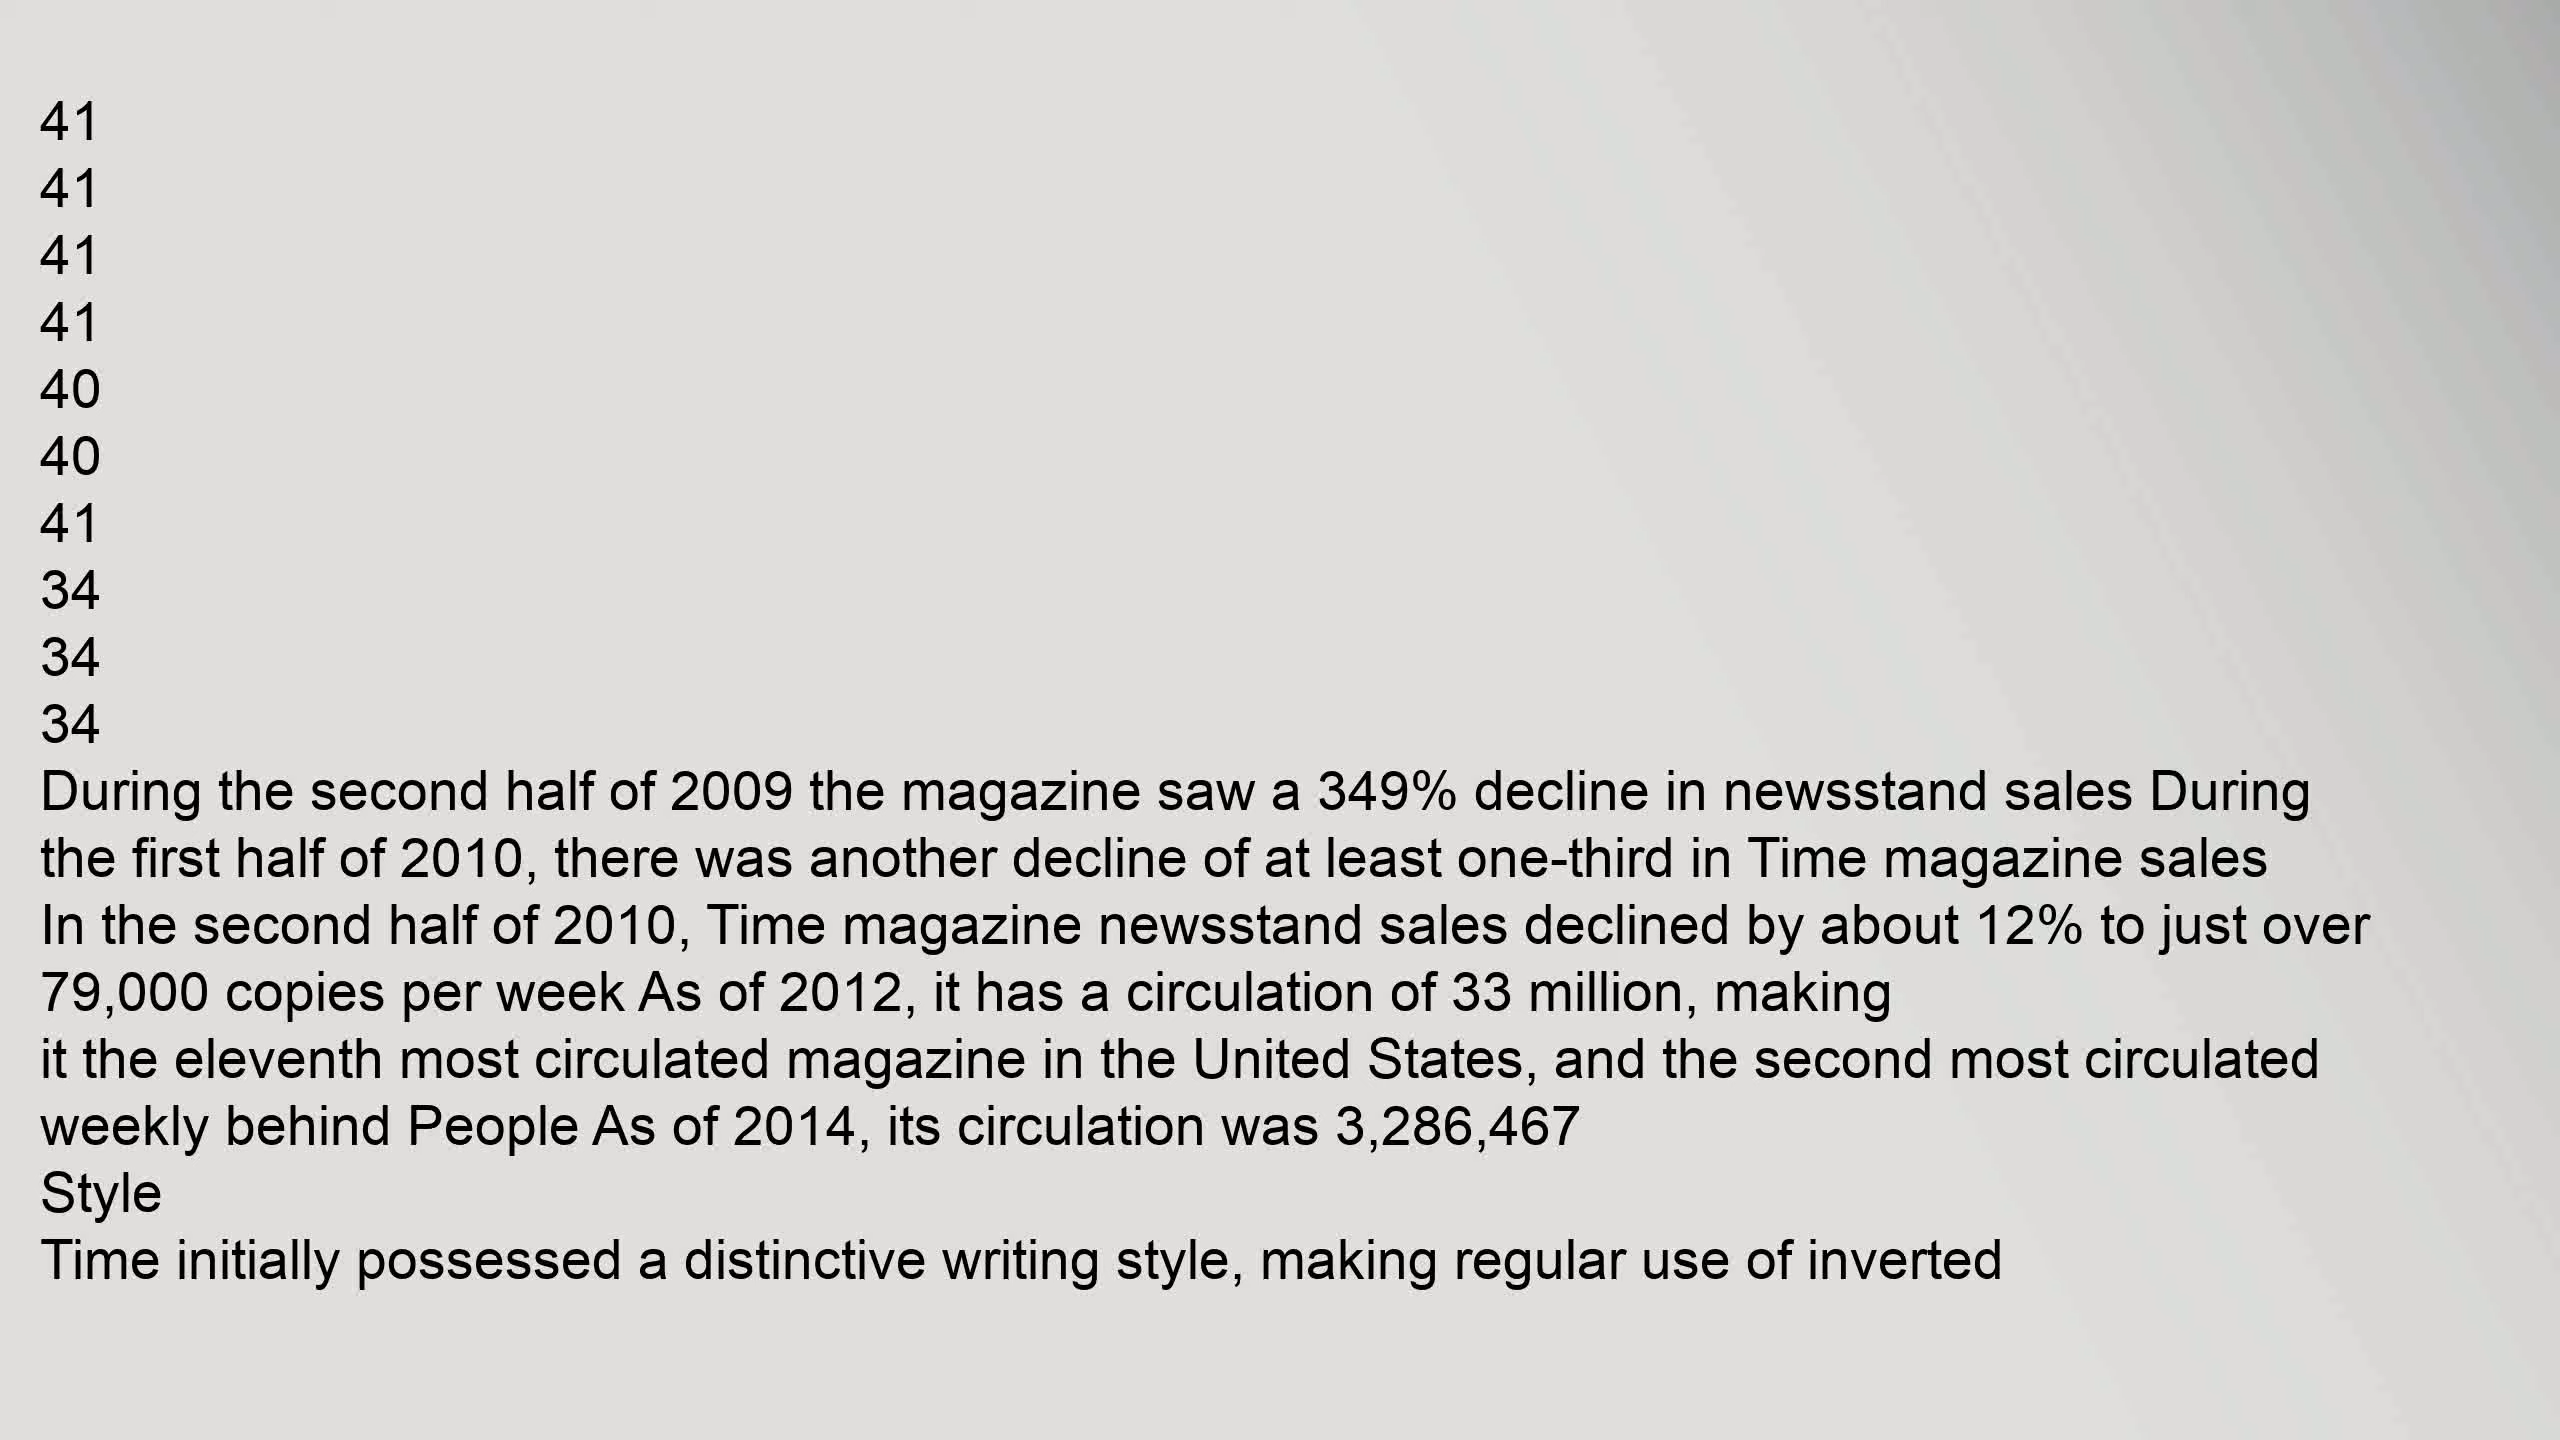 41
41
41
41
40
40
41
34
34
34
During the second half of 2009 the magazine saw a 349% decline in newsstand sales During
the first half of 2010, there was another decline of at least one-third in Time magazine sales
In the second half of 2010, Time magazine newsstand sales declined by about 12% to just over
79,000 copies per week As of 2012, it has a circulation of 33 million, making
it the eleventh most circulated magazine in the United States, and the second most circulated
weekly behind People As of 2014, its circulation was 3,286,467
Style
Time initially possessed a distinctive writing style, making regular use of inverted